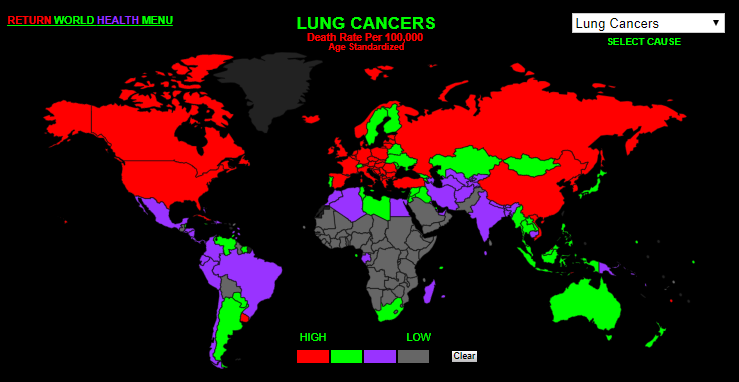 RETURN WORLD HEALTH MENU
LUNG CANCERS
Death Rate Per 100,000
Age Standardized
Lung Cancers
SELECT CAUSE
HIGH LOW
Clear